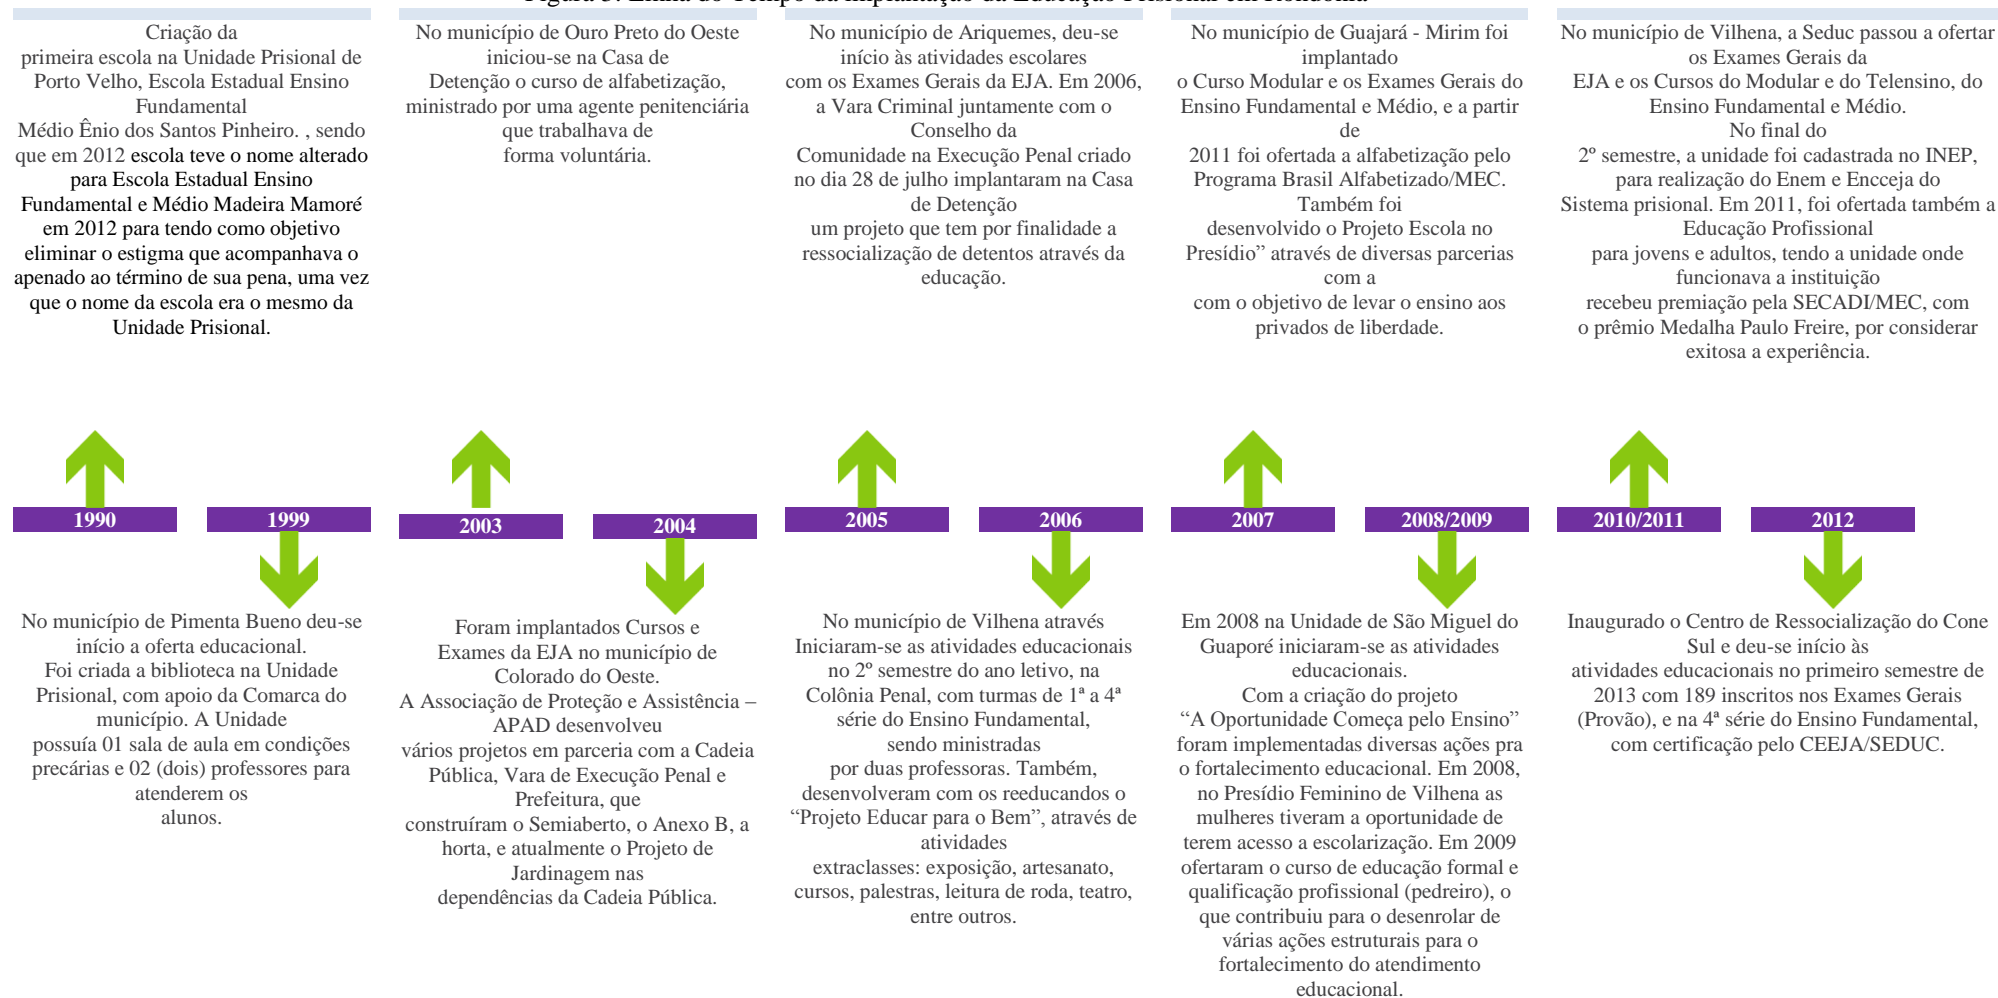 Figura 3: Linha do Tempo da implantação da Educação Prisional em Rondônia
Criação da
primeira escola na Unidade Prisional de
Porto Velho, Escola Estadual Ensino
Fundamental
Médio Ênio dos Santos Pinheiro. , sendo
que em 2012 escola teve o nome alterado
para Escola Estadual Ensino
Fundamental e Médio Madeira Mamoré
em 2012 para tendo como objetivo
eliminar o estigma que acompanhava o
apenado ao término de sua pena, uma vez
que o nome da escola era o mesmo da
Unidade Prisional.
No município de Ouro Preto do Oeste
iniciou-se na Casa de
Detenção o curso de alfabetização,
ministrado por uma agente penitenciária
que trabalhava de
forma voluntária.
No município de Ariquemes, deu-se
início às atividades escolares
com os Exames Gerais da EJA. Em 2006,
a Vara Criminal juntamente com o
Conselho da
Comunidade na Execução Penal criado
no dia 28 de julho implantaram na Casa
de Detenção
um projeto que tem por finalidade a
ressocialização de detentos através da
educação.
No município de Guajará - Mirim foi
implantado
o Curso Modular e os Exames Gerais do
Ensino Fundamental e Médio, e a partir
de
2011 foi ofertada a alfabetização pelo
Programa Brasil Alfabetizado/MEC.
Também foi
desenvolvido o Projeto Escola no
Presídio” através de diversas parcerias
com a
com o objetivo de levar o ensino aos
privados de liberdade.
No município de Vilhena, a Seduc passou a ofertar
os Exames Gerais da
EJA e os Cursos do Modular e do Telensino, do
Ensino Fundamental e Médio.
No final do
2º semestre, a unidade foi cadastrada no INEP,
para realização do Enem e Encceja do
Sistema prisional. Em 2011, foi ofertada também a
Educação Profissional
para jovens e adultos, tendo a unidade onde
funcionava a instituição
recebeu premiação pela SECADI/MEC, com
o prêmio Medalha Paulo Freire, por considerar
exitosa a experiência.
1990
1999
2003
2004
2005
2006
2007
2008/2009
2010/2011
2012
No município de Pimenta Bueno deu-se
início a oferta educacional.
Foi criada a biblioteca na Unidade
Prisional, com apoio da Comarca do
município. A Unidade
possuía 01 sala de aula em condições
precárias e 02 (dois) professores para
atenderem os
alunos.
Foram implantados Cursos e
Exames da EJA no município de
Colorado do Oeste.
A Associação de Proteção e Assistência –
APAD desenvolveu
vários projetos em parceria com a Cadeia
Pública, Vara de Execução Penal e
Prefeitura, que
construíram o Semiaberto, o Anexo B, a
horta, e atualmente o Projeto de
Jardinagem nas
dependências da Cadeia Pública.
No município de Vilhena através
Iniciaram-se as atividades educacionais
no 2º semestre do ano letivo, na
Colônia Penal, com turmas de 1ª a 4ª
série do Ensino Fundamental,
sendo ministradas
por duas professoras. Também,
desenvolveram com os reeducandos o
“Projeto Educar para o Bem”, através de
atividades
extraclasses: exposição, artesanato,
cursos, palestras, leitura de roda, teatro,
entre outros.
Em 2008 na Unidade de São Miguel do
Guaporé iniciaram-se as atividades
educacionais.
Com a criação do projeto
“A Oportunidade Começa pelo Ensino”
foram implementadas diversas ações pra
o fortalecimento educacional. Em 2008,
no Presídio Feminino de Vilhena as
mulheres tiveram a oportunidade de
terem acesso a escolarização. Em 2009
ofertaram o curso de educação formal e
qualificação profissional (pedreiro), o
que contribuiu para o desenrolar de
várias ações estruturais para o
fortalecimento do atendimento
educacional.
Inaugurado o Centro de Ressocialização do Cone
Sul e deu-se início às
atividades educacionais no primeiro semestre de
2013 com 189 inscritos nos Exames Gerais
(Provão), e na 4ª série do Ensino Fundamental,
com certificação pelo CEEJA/SEDUC.